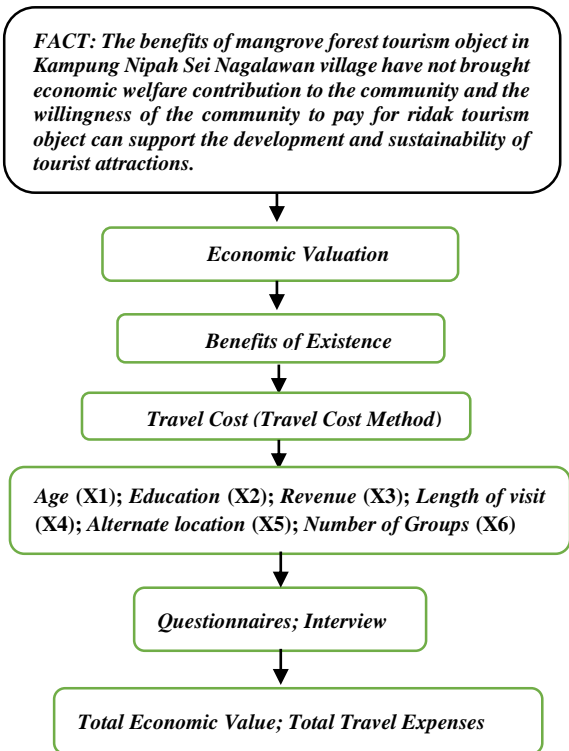 FACT: The benefits of mangrove forest tourism object in
Kampung Nipah Sei Nagalawan village have not brought
economic welfare contribution to the community and the
willingness of the community to pay for ridak tourism
object can support the development and sustainability of
tourist attractions.
Economic Valuation
Benefits of Existence
Travel Cost (Travel Cost Method)
Age (X1); Education (X2); Revenue (X3); Length of visit
(X4); Alternate location (X5); Number of Groups (X6)
Questionnaires; Interview
Total Economic Value; Total Travel Expenses